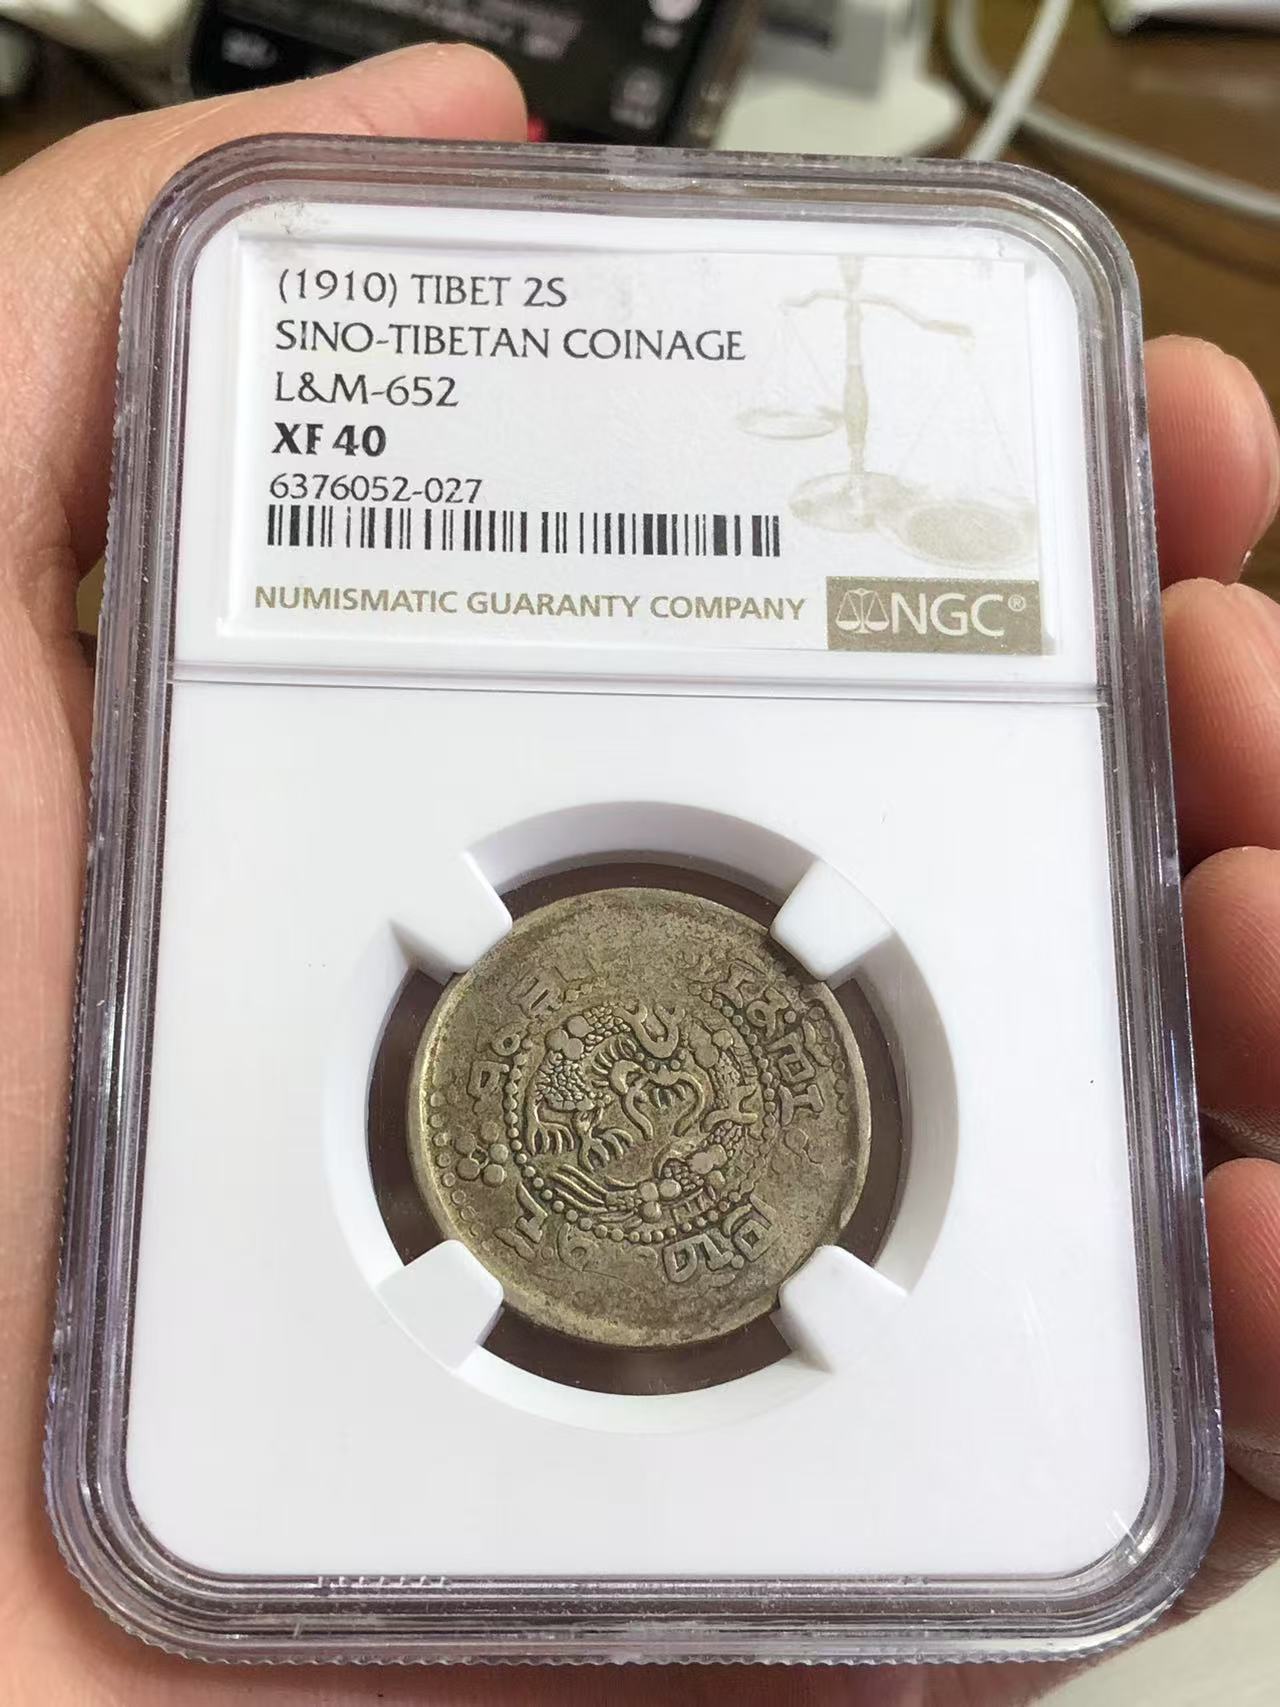 (1910) TIBET 2S
SINO-TIBETAN COINAGE
L&M-652
XF 40
6376052-027
NUMISMATIC GUARANTY COMPANY
NGC®